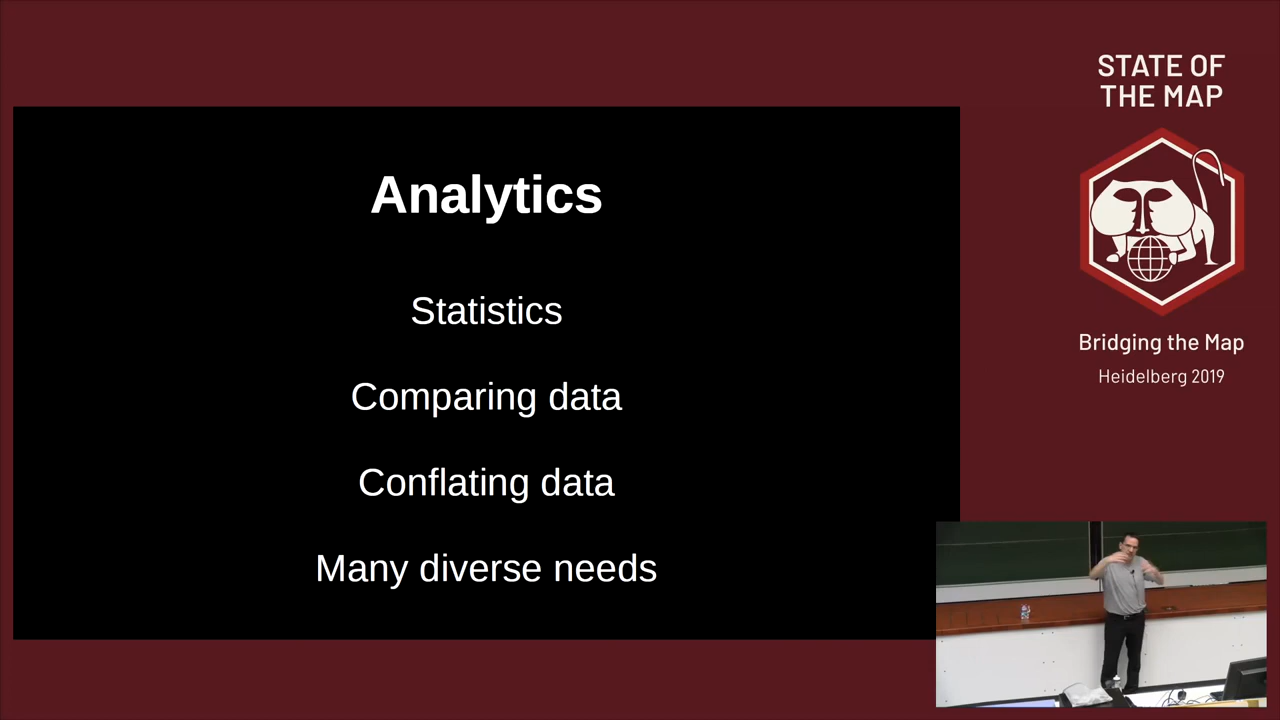 Analytics
Statistics
Comparing data
Conflating data
Many diverse needs
STATE OF
THE MAP
Bridging the Map
Heidelberg 2019